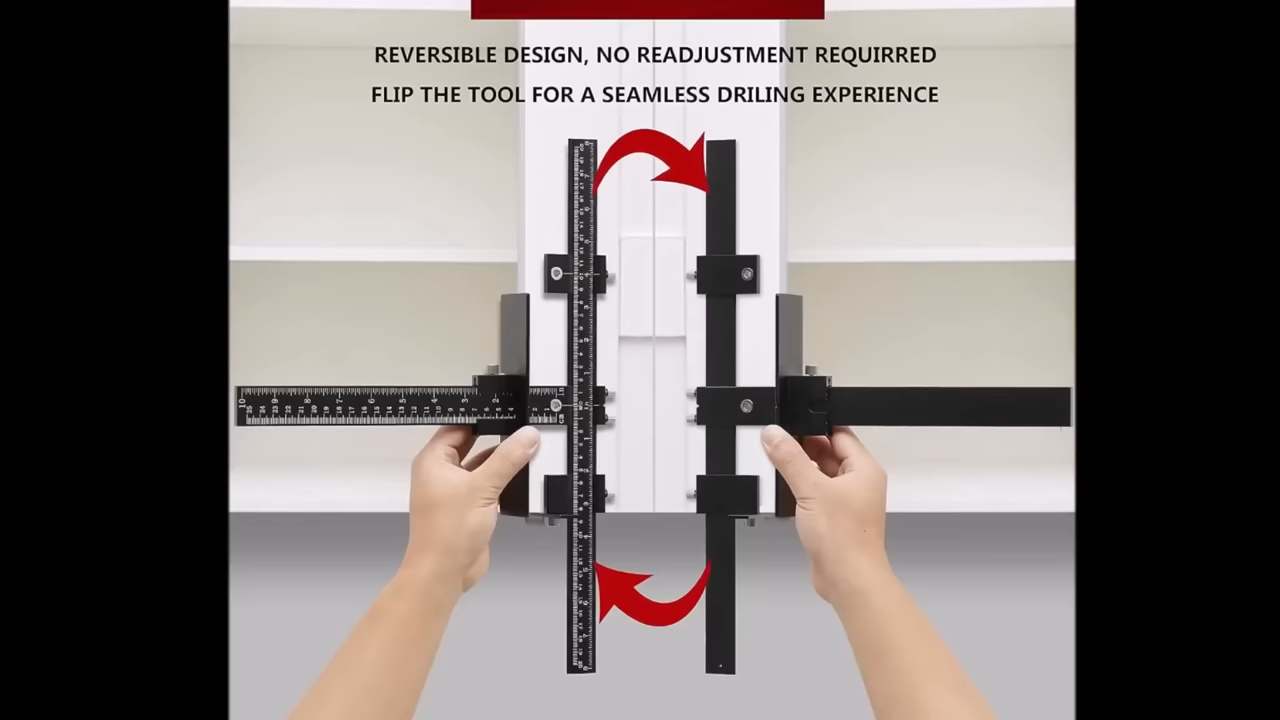 REVERSIBLE DESIGN, NO READJUSTMENT REQUIRRED
FLIP THE TOOL FOR A SEAMLESS DRILING EXPERIENCE